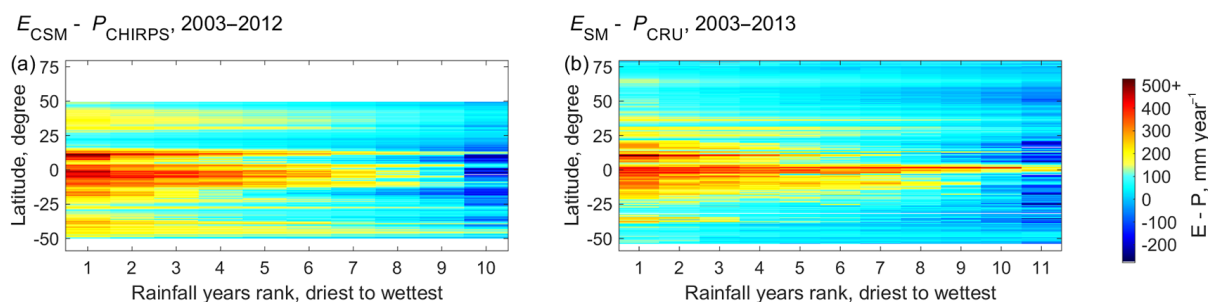 E_CSM - P_CHIRPS, 2003–2012
E_SM - P_CRU, 2003–2013
(a)
75
50
25
0
-25
-50
Latitude, degree
1 2 3 4 5 6 7 8 9 10
Rainfall years rank, driest to wettest
(b)
75
50
25
0
-25
-50
Latitude, degree
1 2 3 4 5 6 7 8 9 10 11
Rainfall years rank, driest to wettest
500+
400
300
200
100
0
-100
-200
E - P, mm year⁻¹